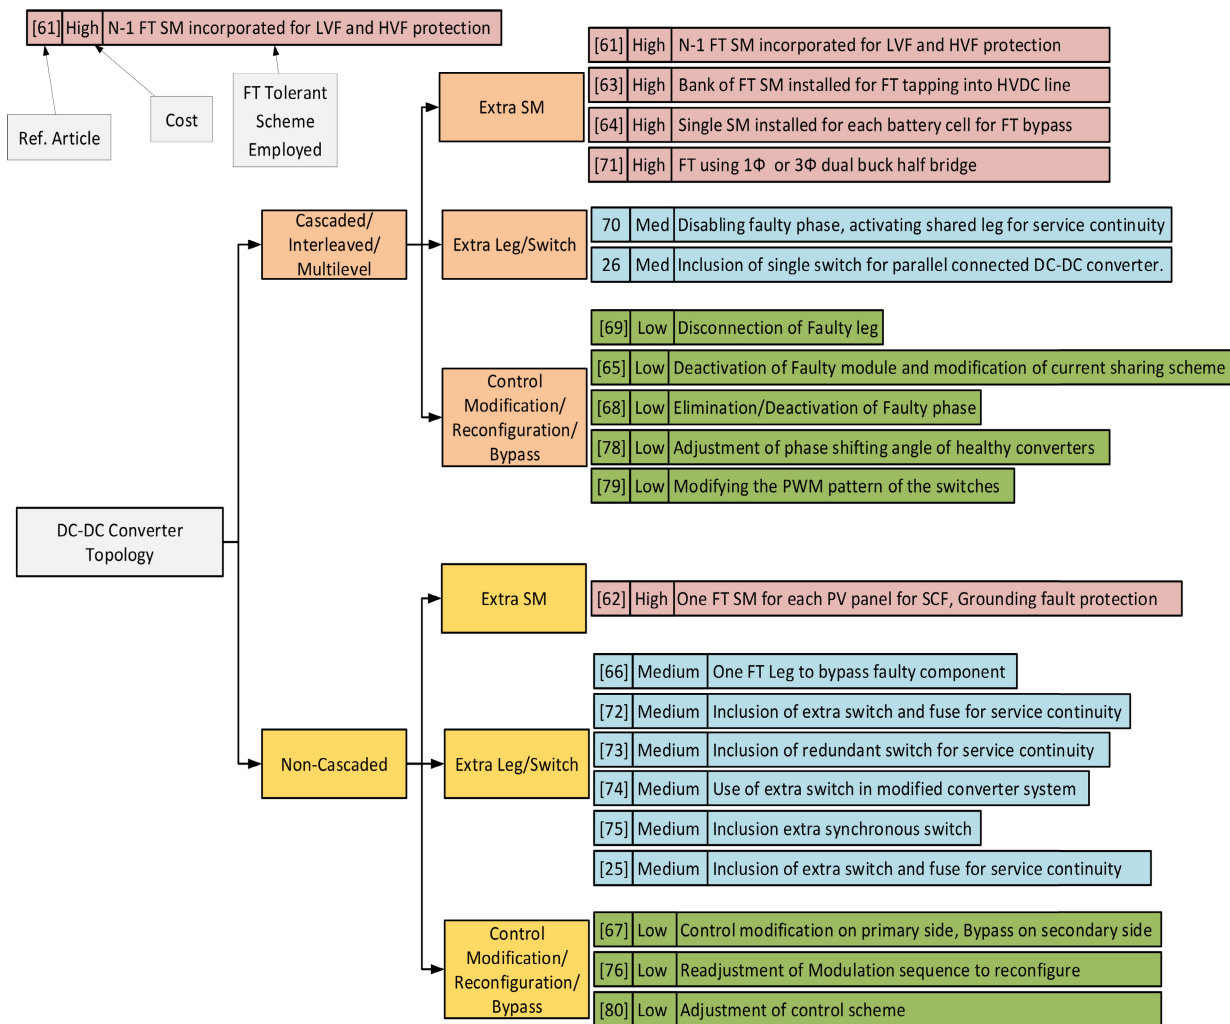 [61] High N-1 FT SM incorporated for LVF and HVF protection
Ref. Article
Cost
FT Tolerant
Scheme
Employed
DC-DC Converter
Topology
Cascaded/
Interleaved/
Multilevel
Extra SM
[61] High N-1 FT SM incorporated for LVF and HVF protection
[63] High Bank of FT SM installed for FT tapping into HVDC line
[64] High Single SM installed for each battery cell for FT bypass
[71] High FT using 1Φ or 3Φ dual buck half bridge
Extra Leg/Switch
70 Med Disabling faulty phase, activating shared leg for service continuity
26 Med Inclusion of single switch for parallel connected DC-DC converter.
Control
Modification/
Reconfiguration/
Bypass
[69] Low Disconnection of Faulty leg
[65] Low Deactivation of Faulty module and modification of current sharing scheme
[68] Low Elimination/Deactivation of Faulty phase
[78] Low Adjustment of phase shifting angle of healthy converters
[79] Low Modifying the PWM pattern of the switches
Non-Cascaded
Extra SM
[62] High One FT SM for each PV panel for SCF, Grounding fault protection
Extra Leg/Switch
[66] Medium One FT Leg to bypass faulty component
[72] Medium Inclusion of extra switch and fuse for service continuity
[73] Medium Inclusion of redundant switch for service continuity
[74] Medium Use of extra switch in modified converter system
[75] Medium Inclusion extra synchronous switch
[25] Medium Inclusion of extra switch and fuse for service continuity
Control
Modification/
Reconfiguration/
Bypass
[67] Low Control modification on primary side, Bypass on secondary side
[76] Low Readjustment of Modulation sequence to reconfigure
[80] Low Adjustment of control scheme